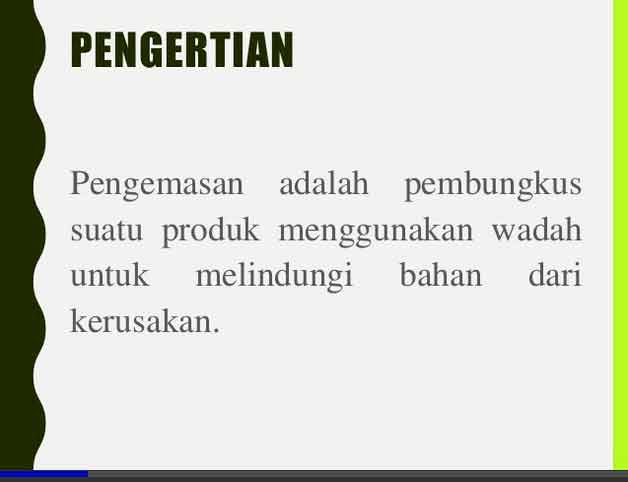 PENGERTIAN
Pengemasan adalah pembungkus
suatu produk menggunakan wadah
untuk melindungi bahan dari
kerusakan.